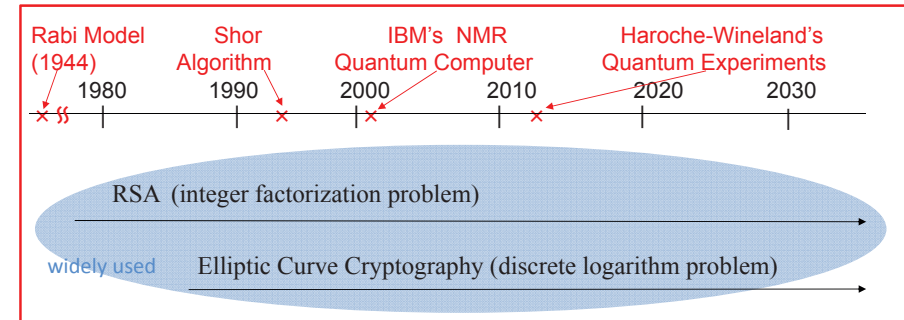 Rabi Model
(1944)
Shor
Algorithm
IBM's NMR
Quantum Computer
Haroche-Wineland's
Quantum Experiments
1980 1990 2000 2010 2020 2030
RSA (integer factorization problem)
widely used Elliptic Curve Cryptography (discrete logarithm problem)